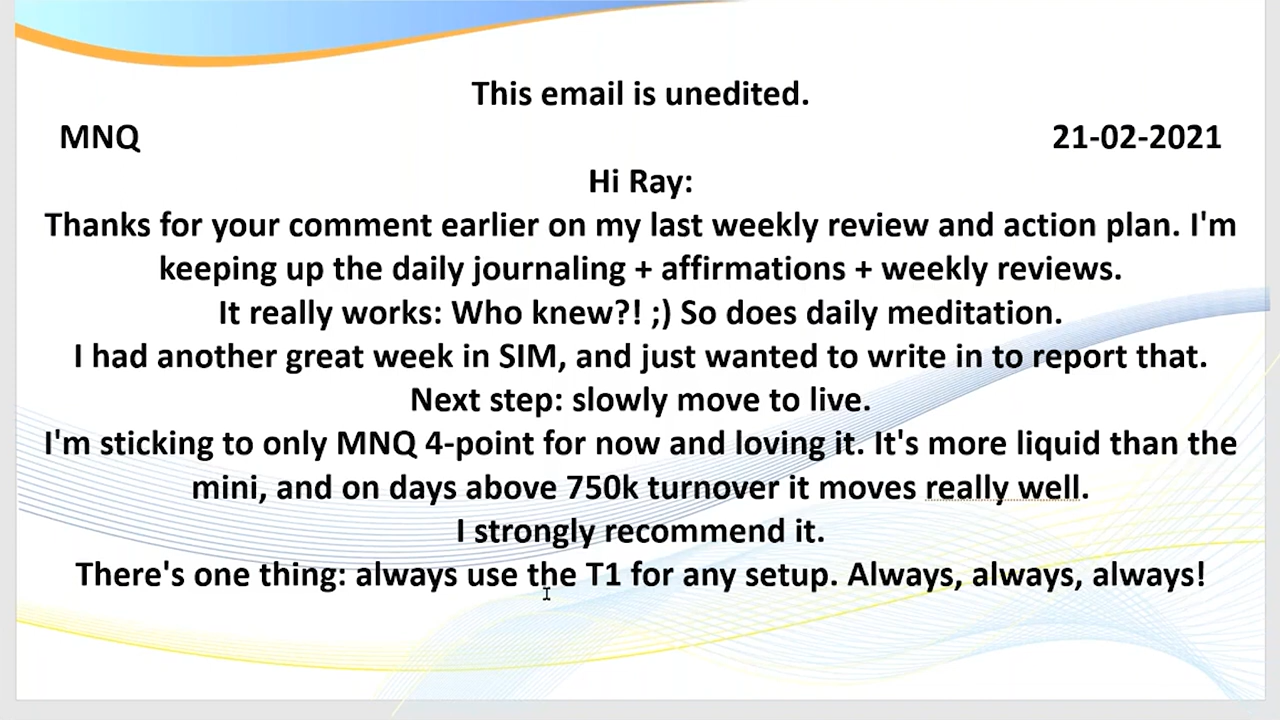 This email is unedited.
MNQ 21-02-2021
Hi Ray:
Thanks for your comment earlier on my last weekly review and action plan. I'm
keeping up the daily journaling + affirmations + weekly reviews.
It really works: Who knew?! ;) So does daily meditation.
I had another great week in SIM, and just wanted to write in to report that.
Next step: slowly move to live.
I'm sticking to only MNQ 4-point for now and loving it. It's more liquid than the
mini, and on days above 750k turnover it moves really well.
I strongly recommend it.
There's one thing: always use the T1 for any setup. Always, always, always!